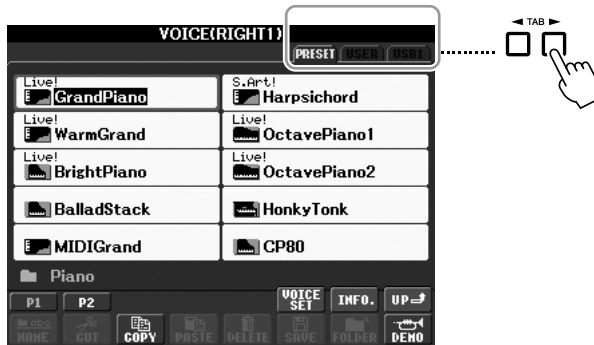 VOICE(RIGHT1)
PRESET USER USB1
◄ TAB ►
Live!
GrandPiano
S.Art!
Harpsichord
Live!
WarmGrand
Live!
OctavePiano1
Live!
BrightPiano
Live!
OctavePiano2
BalladStack
HonkyTonk
MIDIGrand
CP80
Piano
P1 P2 VOICE SET INFO. UP
NAME CUT COPY PASTE DELETE SAVE FOLDER DEMO